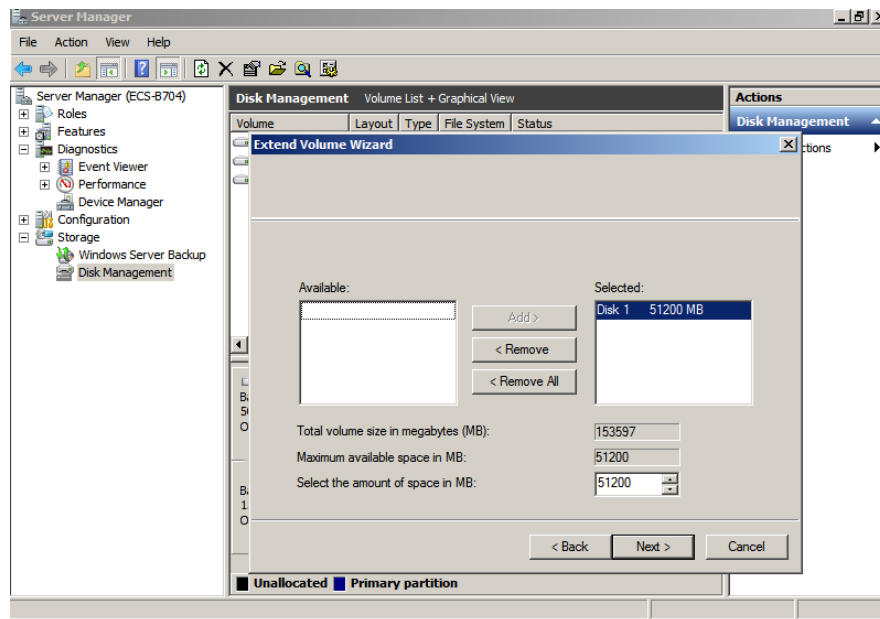 Server Manager
File Action View Help
Server Manager (ECS-B704)
Roles
Features
Diagnostics
Event Viewer
Performance
Device Manager
Configuration
Storage
Windows Server Backup
Disk Management
Disk Management Volume List + Graphical View
Volume Layout Type File System Status
Actions
Disk Management
ctions
Extend Volume Wizard
Available:
Selected:
Add >
Disk 1 51200 MB
< Remove
< Remove All
Total volume size in megabytes (MB): 153597
Maximum available space in MB: 51200
Select the amount of space in MB: 51200
< Back Next > Cancel
Unallocated Primary partition